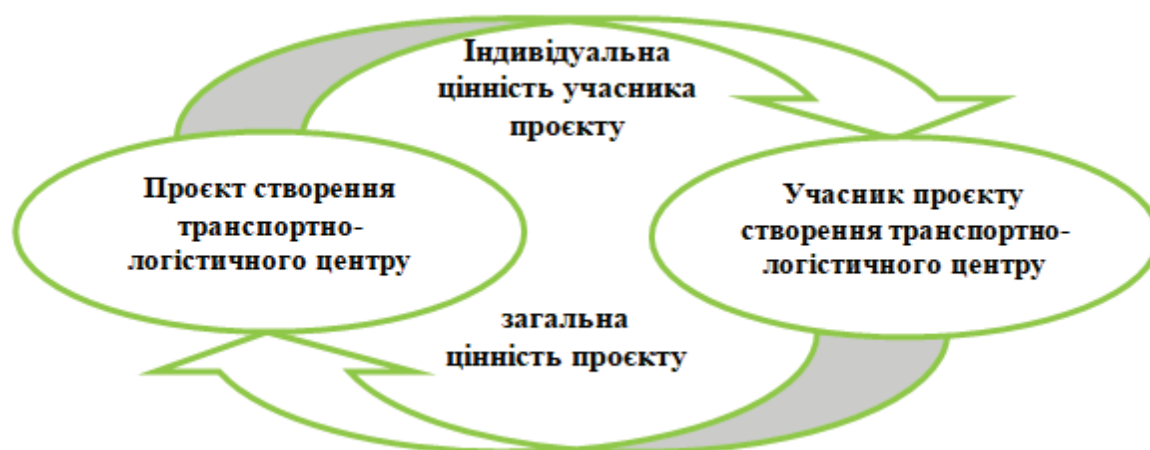 Індивідуальна
цінність учасника
проєкту
Проєкт створення
транспортно-
логістичного центру
Учасник проєкту
створення транспортно-
логістичного центру
загальна
цінність проєкту